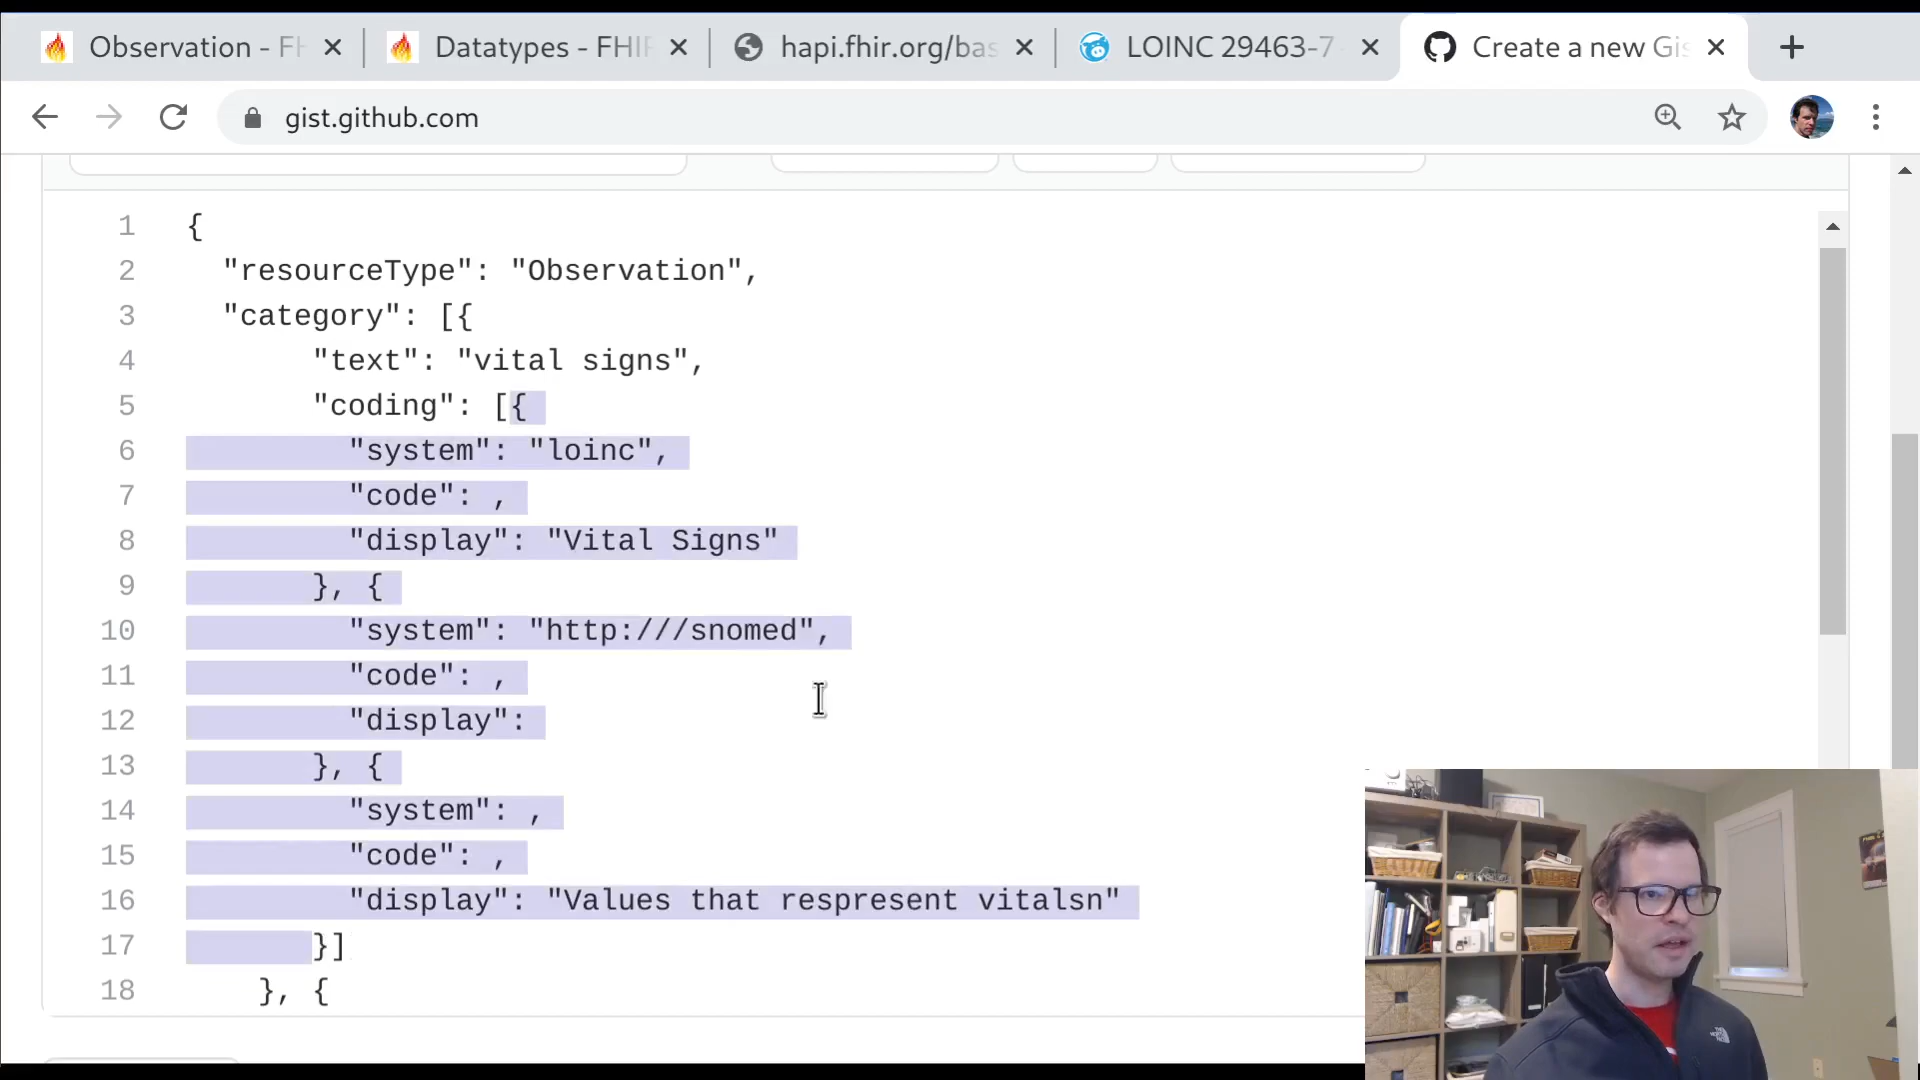 Observation - FH
Datatypes - FHIR
hapi.fhir.org/bas
LOINC 29463-7
Create a new Gis
gist.github.com
1 {
2 "resourceType": "Observation",
3 "category": [{
4 "text": "vital signs",
5 "coding": [{
6 "system": "loinc",
7 "code": ,
8 "display": "Vital Signs"
9 }, {
10 "system": "http:///snomed",
11 "code": ,
12 "display":
13 }, {
14 "system": ,
15 "code": ,
16 "display": "Values that respresent vitalsn"
17 }]
18 }, {